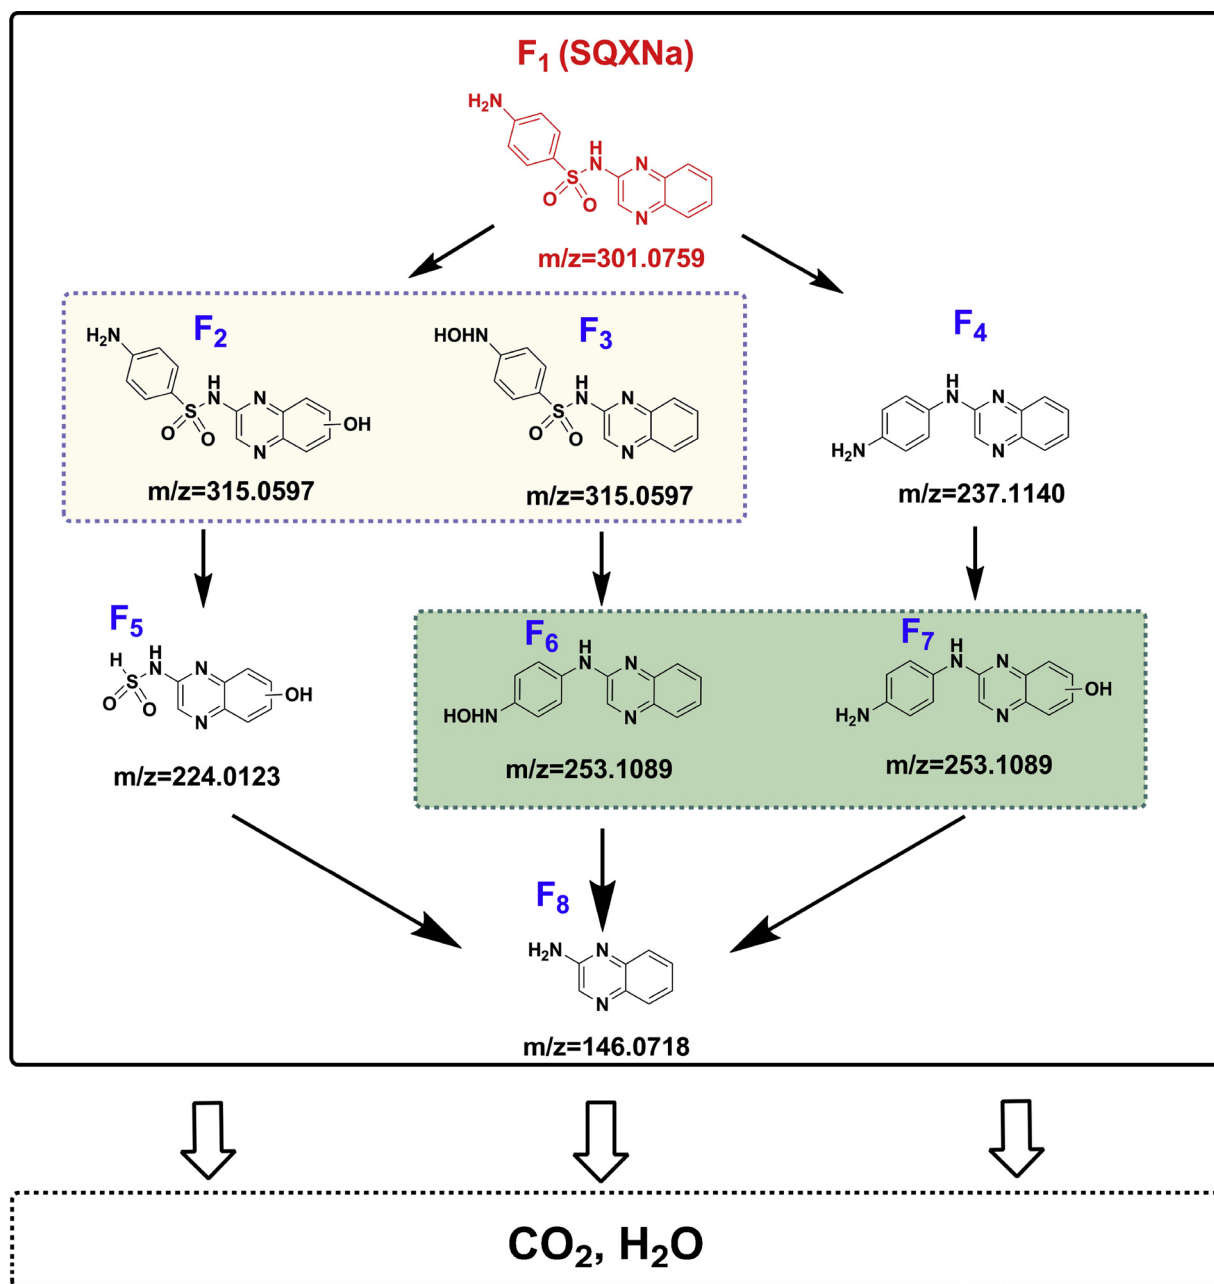 F₁ (SQXNa)
H₂N
H
N
N
S
O
O
N
m/z=301.0759
F₂
H₂N
H
N
N
S
O
O
N
OH
m/z=315.0597
F₃
HOHN
H
N
N
S
O
O
N
m/z=315.0597
F₄
H
N
N
H₂N
N
m/z=237.1140
F₅
H
H
N
N
S
O
O
N
OH
m/z=224.0123
F₆
H
N
N
HOHN
N
m/z=253.1089
F₇
H
N
N
OH
H₂N
N
m/z=253.1089
F₈
H₂N
N
N
m/z=146.0718
CO₂, H₂O